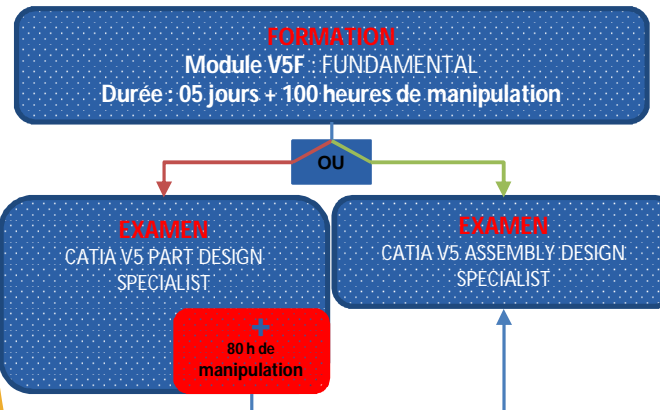 FORMATION
Module V5F : FUNDAMENTAL
Durée : 05 jours + 100 heures de manipulation
OU
EXAMEN
CATIA V5 PART DESIGN
SPECIALIST
+
80 h de
manipulation
EXAMEN
CATIA V5 ASSEMBLY DESIGN
SPECIALIST